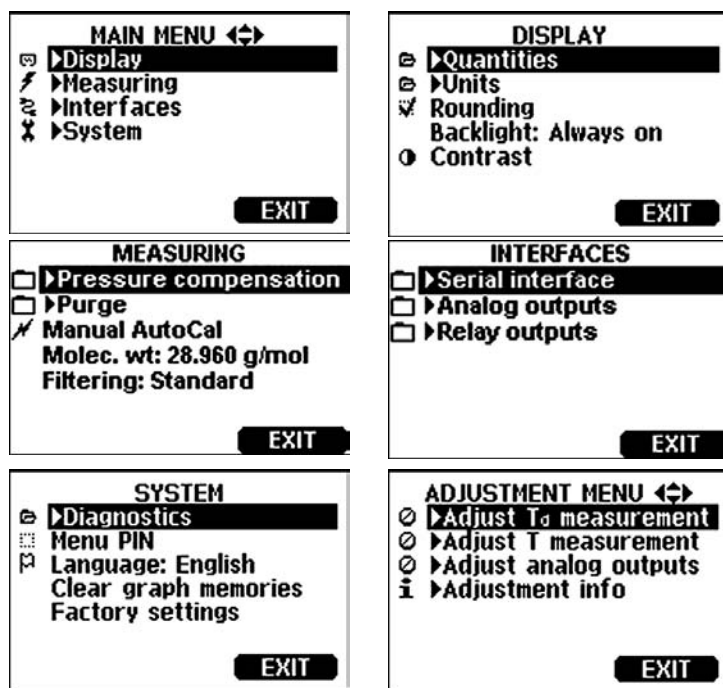 MAIN MENU
Display
Measuring
Interfaces
System
EXIT
DISPLAY
Quantities
Units
Rounding
Backlight: Always on
Contrast
EXIT
MEASURING
Pressure compensation
Purge
Manual AutoCal
Molec. wt: 28.960 g/mol
Filtering: Standard
EXIT
INTERFACES
Serial interface
Analog outputs
Relay outputs
EXIT
SYSTEM
Diagnostics
Menu PIN
Language: English
Clear graph memories
Factory settings
EXIT
ADJUSTMENT MENU
Adjust Td measurement
Adjust T measurement
Adjust analog outputs
Adjustment info
EXIT